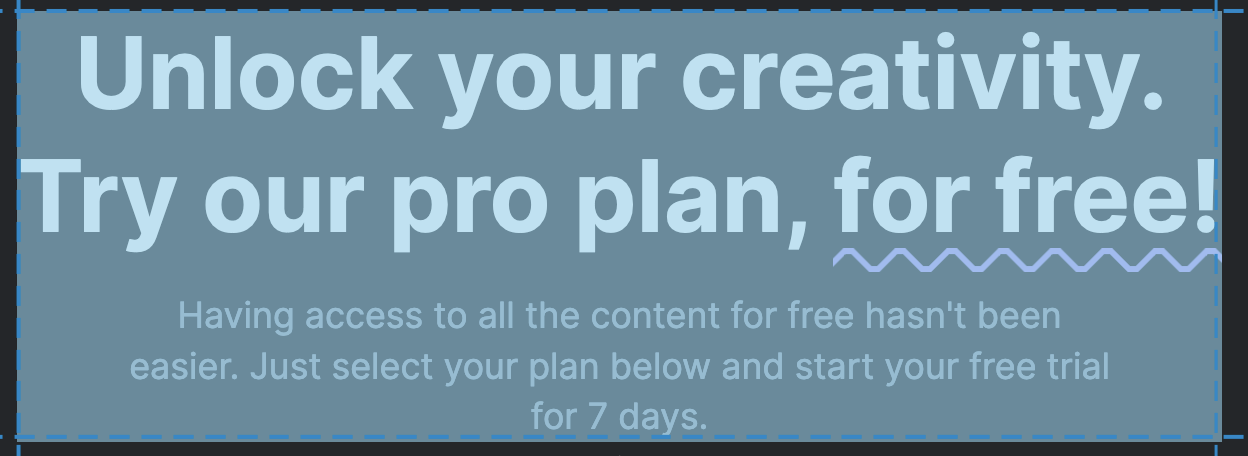 Unlock your creativity.
Try our pro plan, for free!
Having access to all the content for free hasn't been
easier. Just select your plan below and start your free trial
for 7 days.